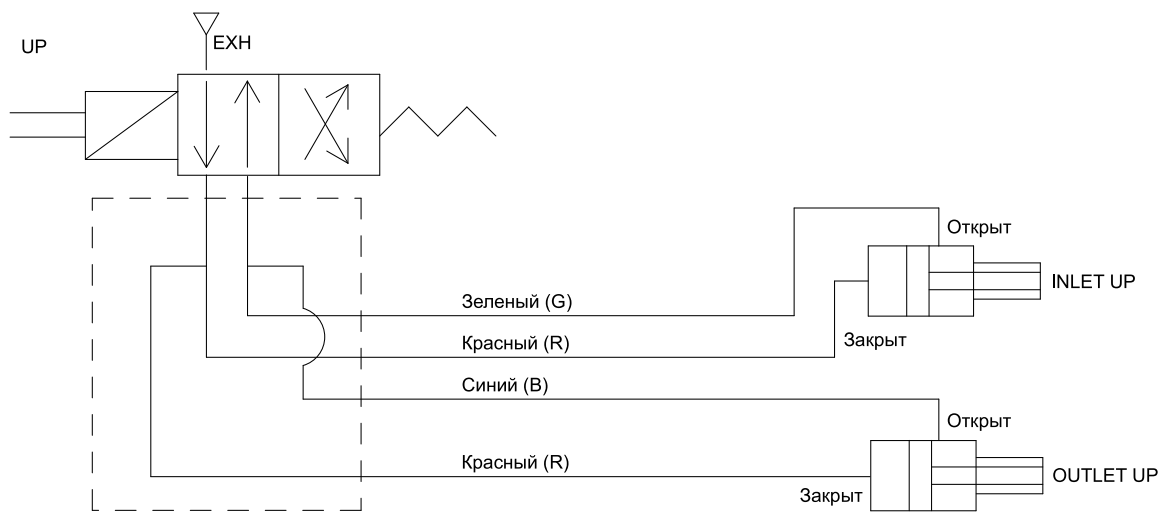 UP
EXH
Открыт
INLET UP
Зеленый (G)
Красный (R)
Закрыт
Синий (B)
Открыт
Красный (R)
OUTLET UP
Закрыт